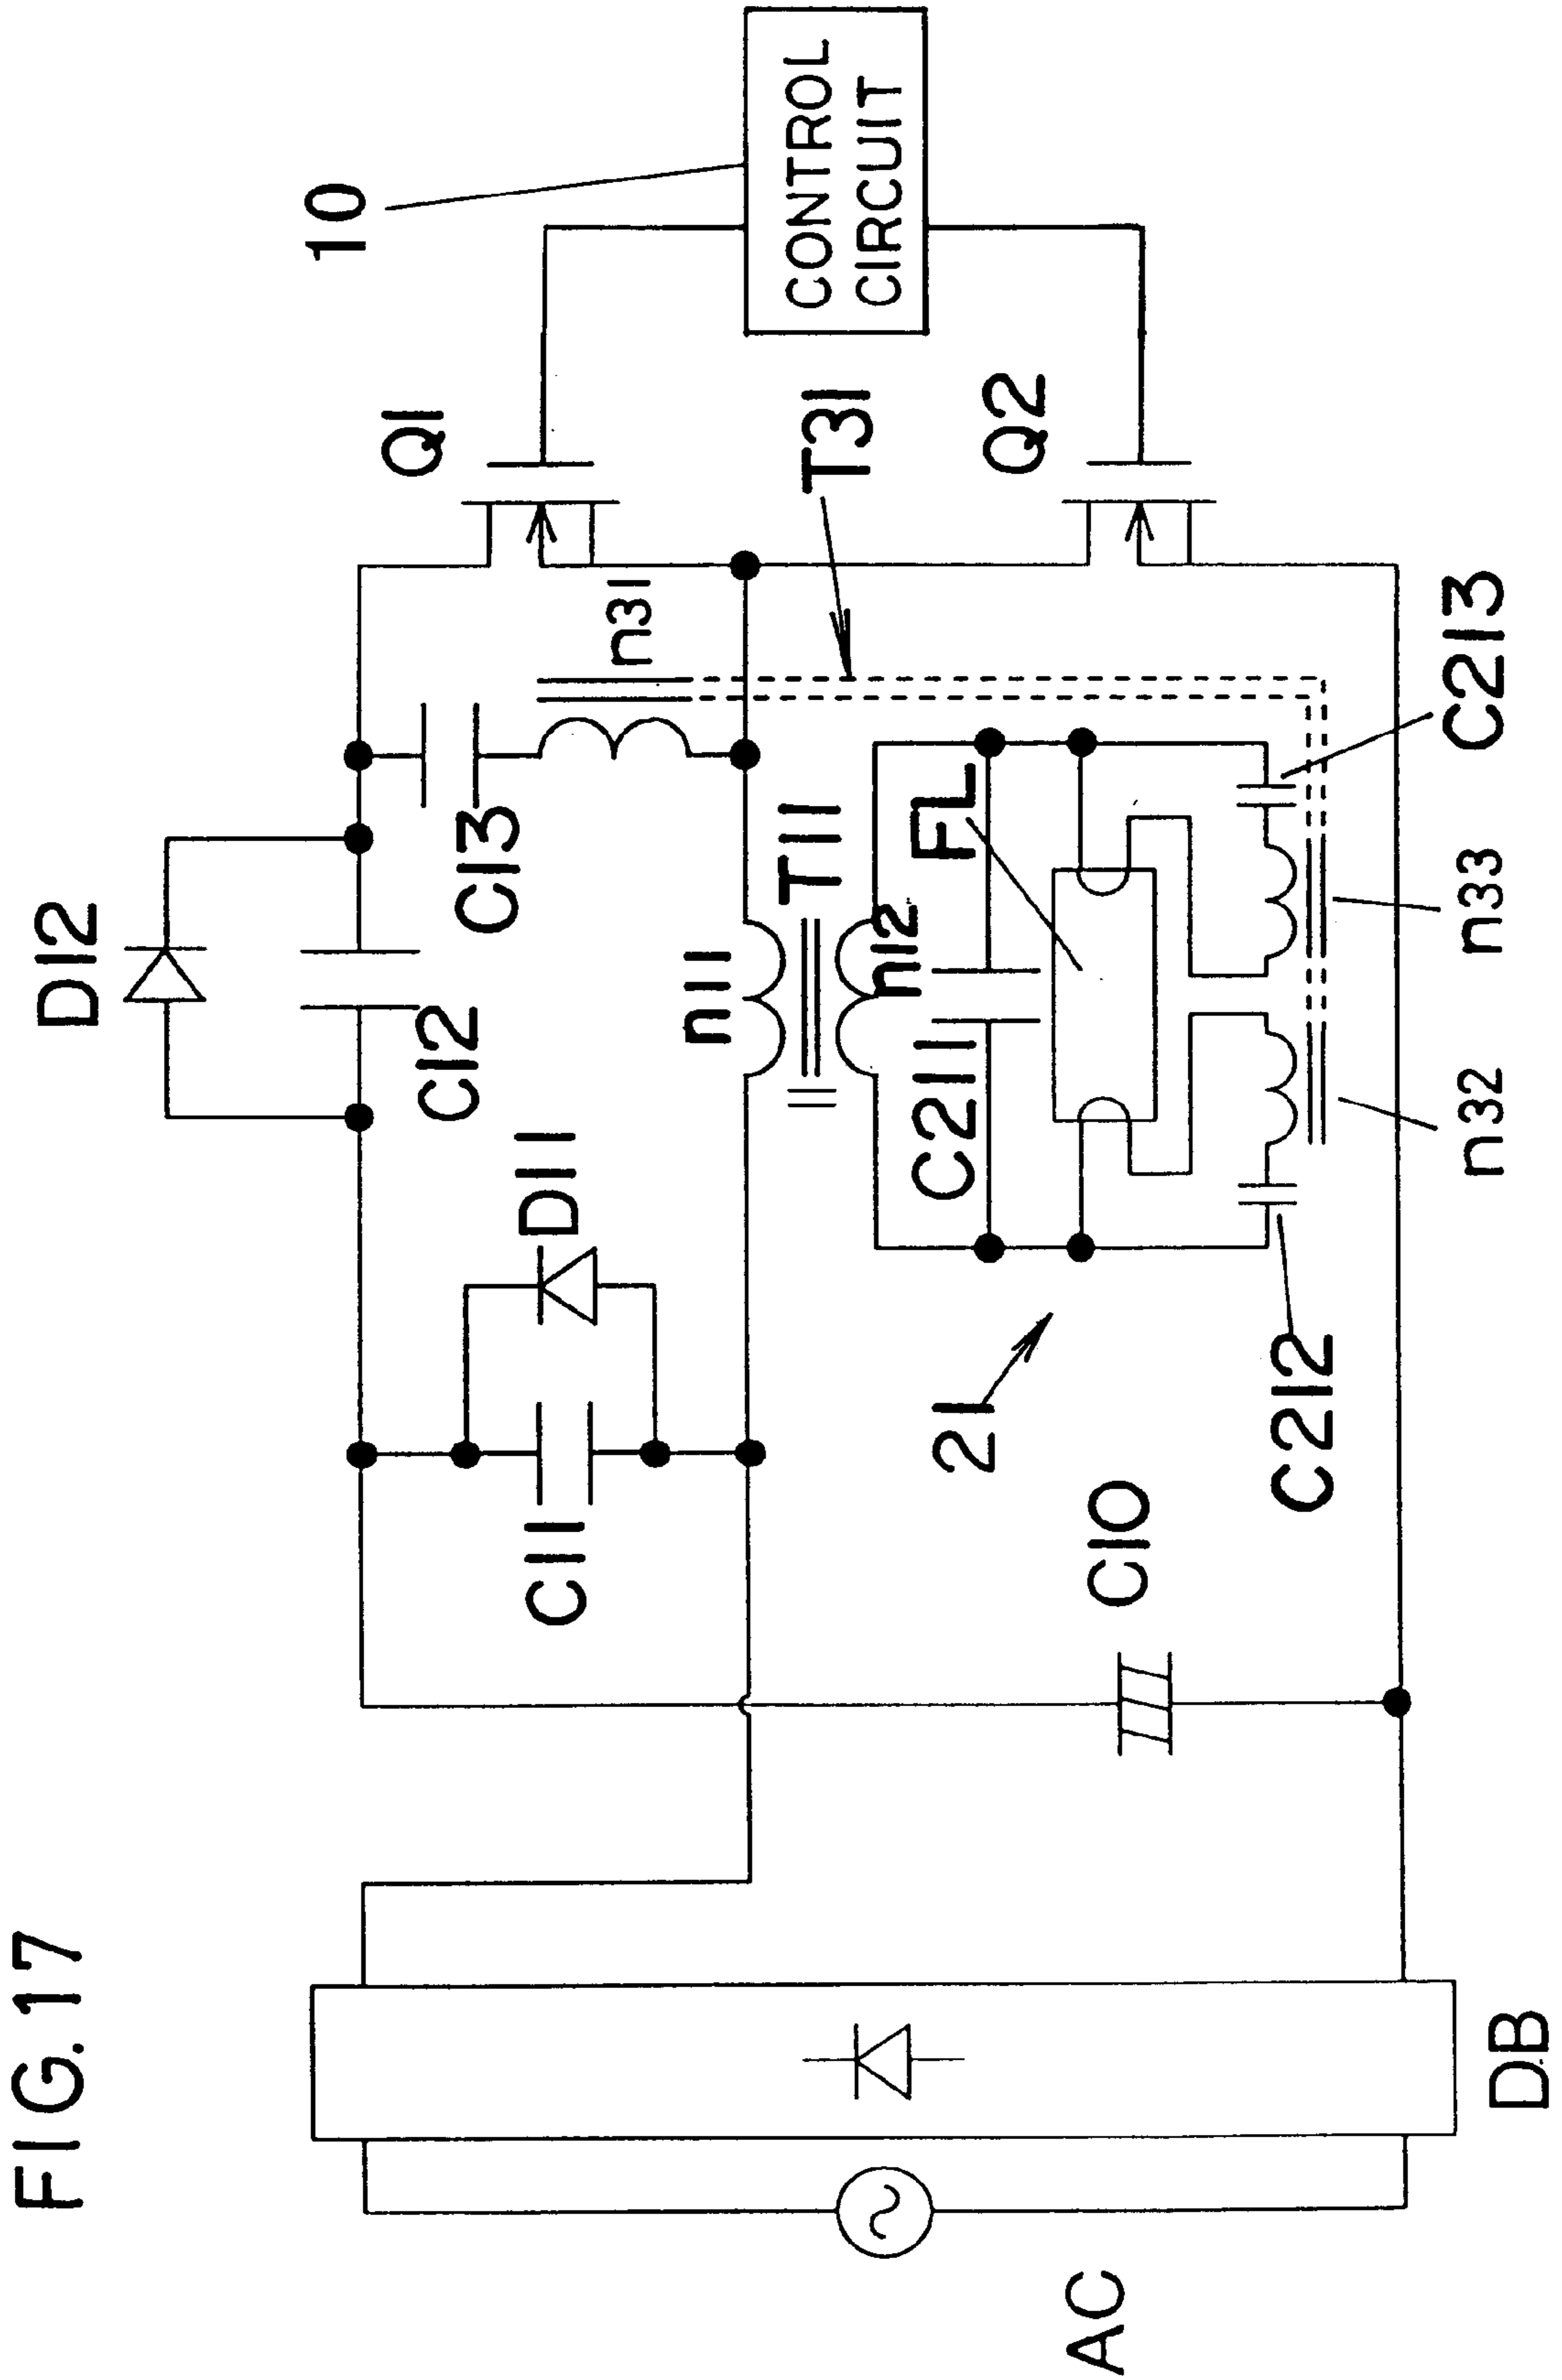 FIG.17
D12
C12
10
Q1
C13
n31
D11
C11
CONTROL
CIRCUIT
T31
n11
T11
n12
FL
Q2
C211
21
C10
C213
C212
n33
n32
AC
DB